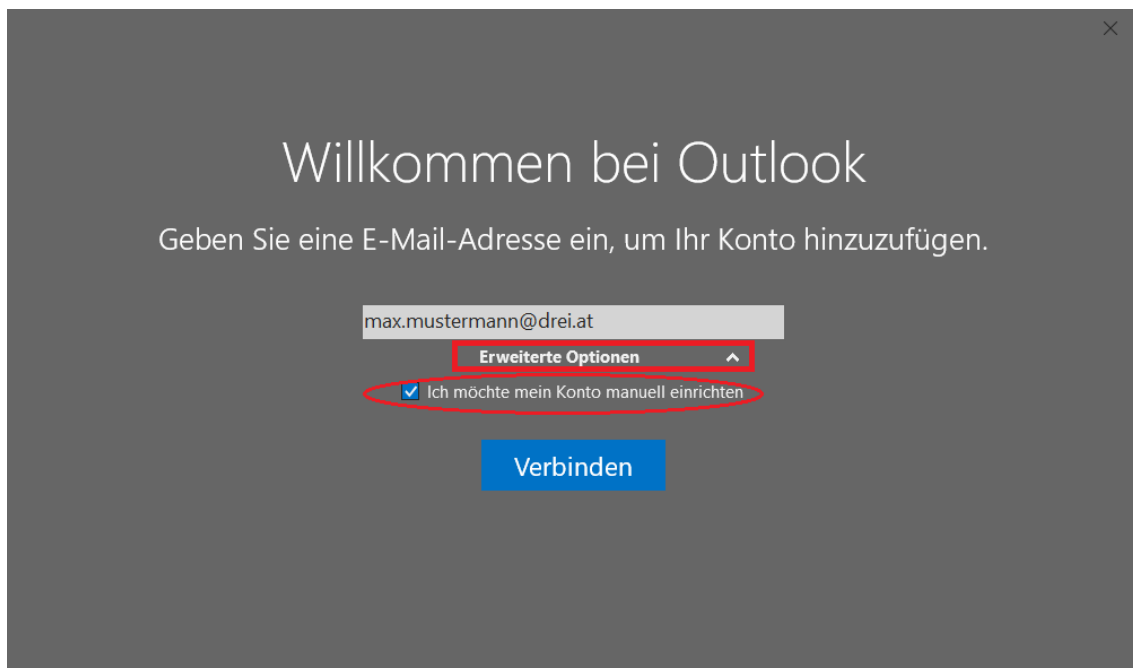 Willkommen bei Outlook
Geben Sie eine E-Mail-Adresse ein, um Ihr Konto hinzuzufügen.
max.mustermann@drei.at
Erweiterte Optionen
Ich möchte mein Konto manuell einrichten
Verbinden